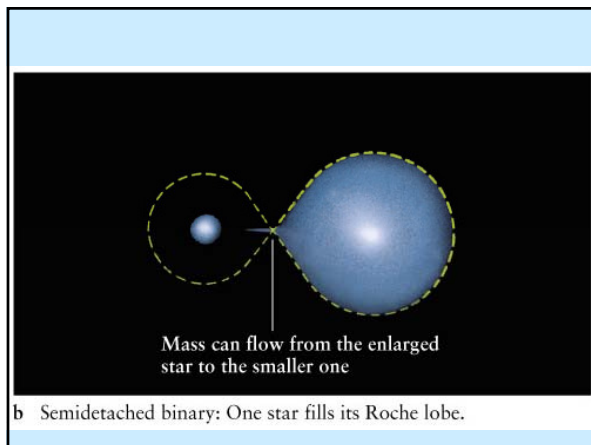 Mass can flow from the enlarged
star to the smaller one
b Semidetached binary: One star fills its Roche lobe.